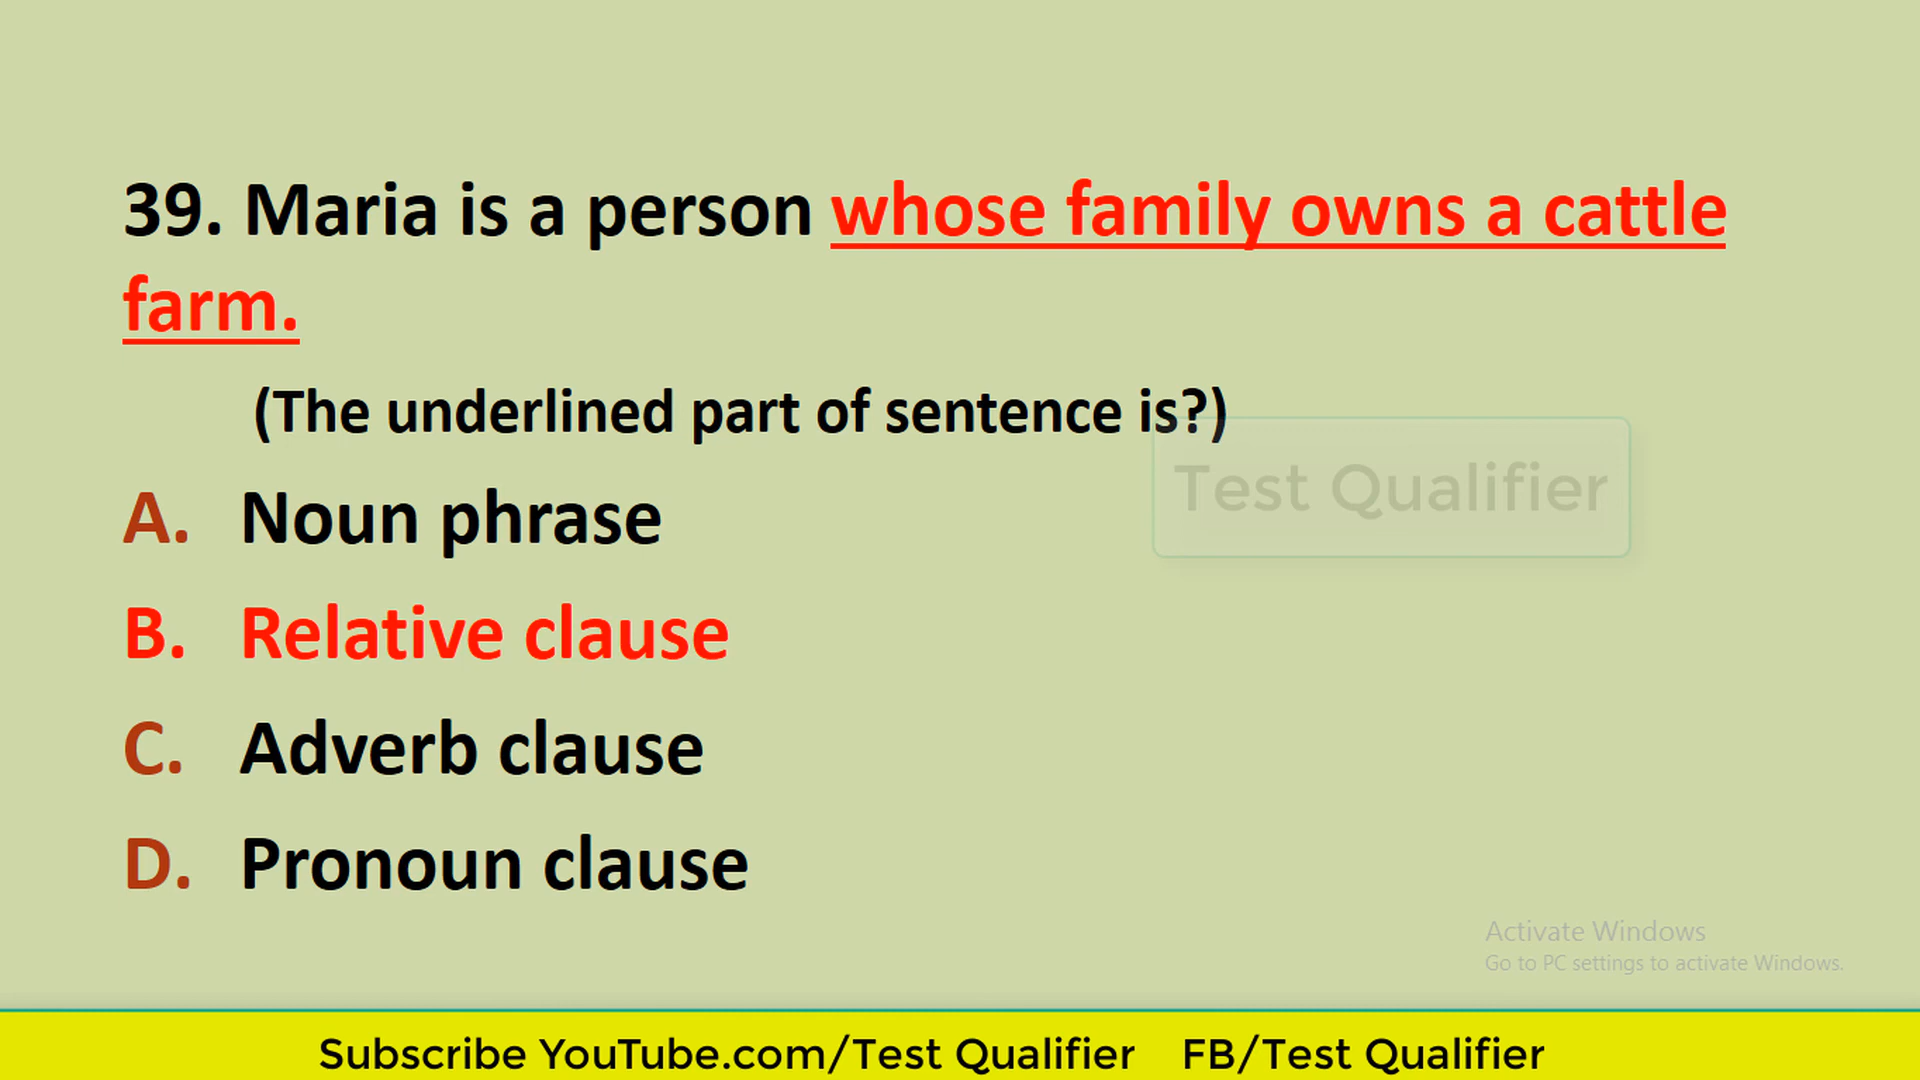 39. Maria is a person whose family owns a cattle
farm.
(The underlined part of sentence is?)
Test Qualifier
A. Noun phrase
B. Relative clause
C. Adverb clause
D. Pronoun clause
Activate Windows
Go to PC settings to activate Windows.
Subscribe YouTube.com/Test Qualifier FB/Test Qualifier